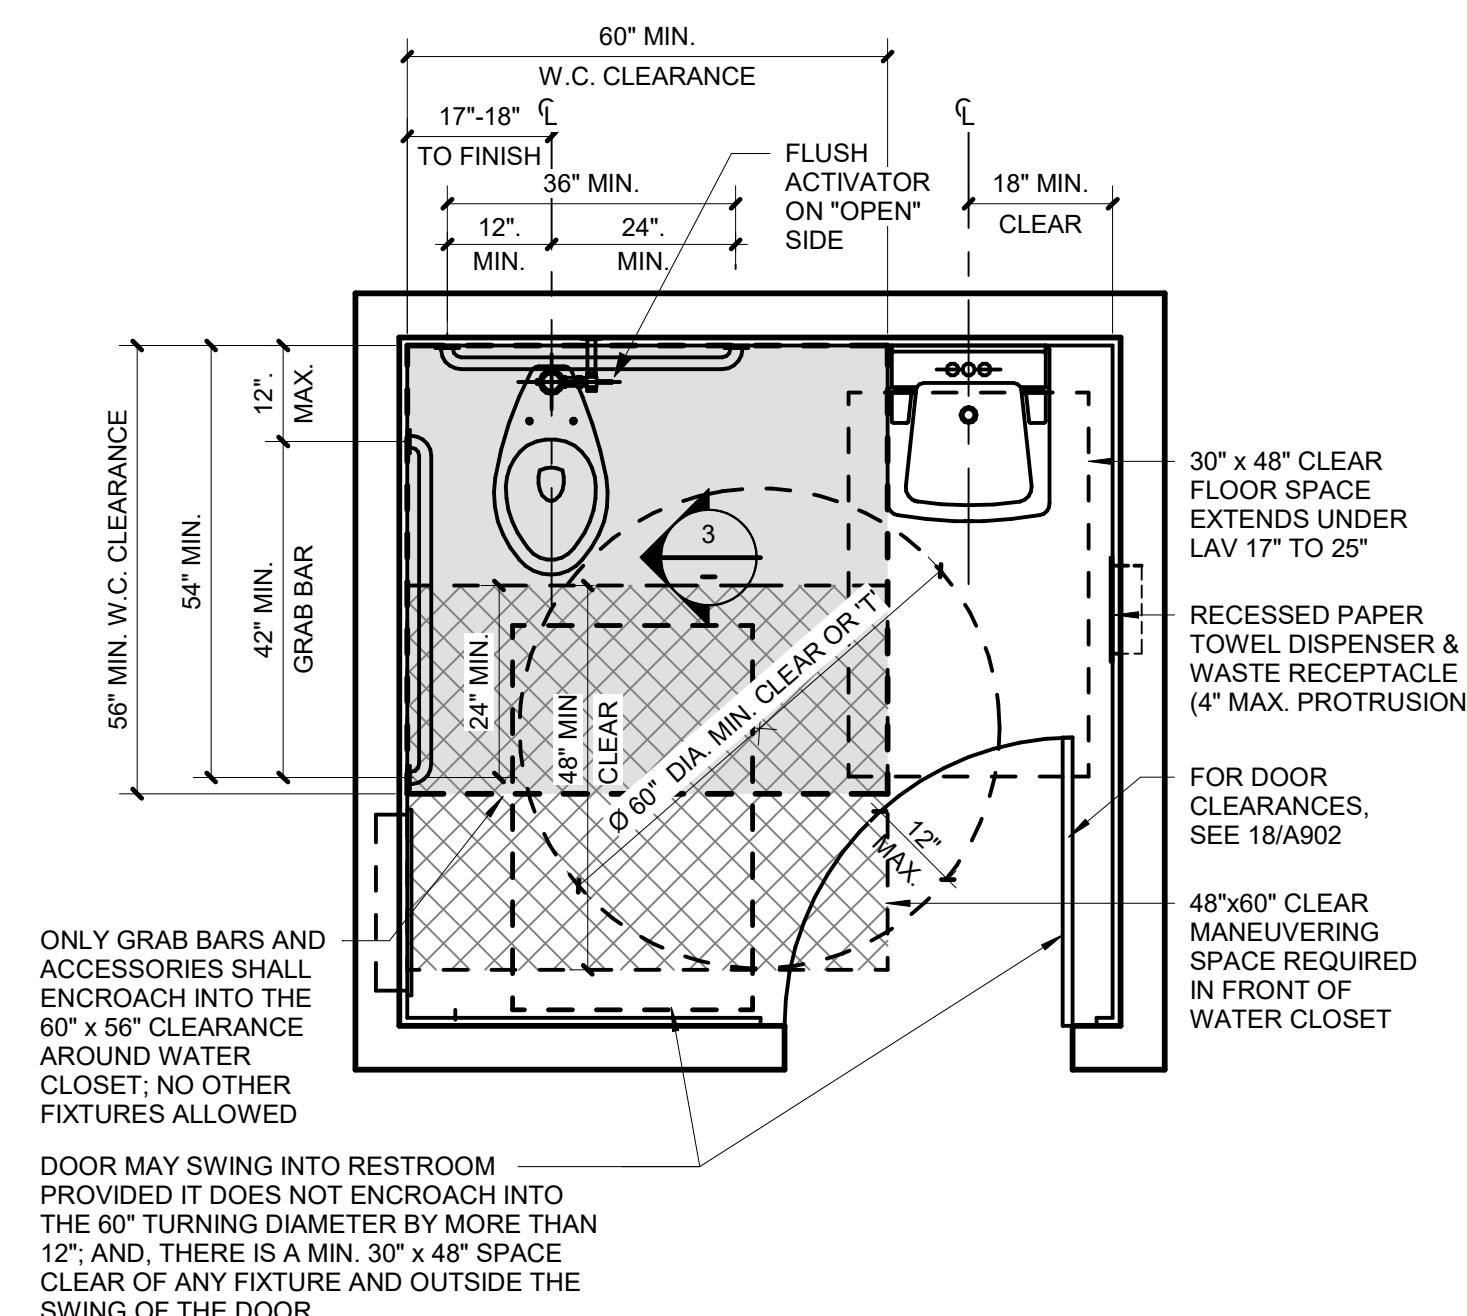 60" MIN.
W.C. CLEARANCE
17"-18"
TO FINISH
℄
℄
36" MIN.
12".
MIN.
24".
MIN.
FLUSH
ACTIVATOR
ON "OPEN"
SIDE
18" MIN.
CLEAR
56" MIN. W.C. CLEARANCE
54" MIN.
12".
MAX.
42" MIN.
GRAB BAR
3
-
24" MIN.
48" MIN
CLEAR
Ø 60" DIA. MIN. CLEAR OR 'T'
12"
MAX.
30" x 48" CLEAR
FLOOR SPACE
EXTENDS UNDER
LAV 17" TO 25"
RECESSED PAPER
TOWEL DISPENSER &
WASTE RECEPTACLE
(4" MAX. PROTRUSION
FOR DOOR
CLEARANCES,
SEE 18/A902
48"x60" CLEAR
MANEUVERING
SPACE REQUIRED
IN FRONT OF
WATER CLOSET
ONLY GRAB BARS AND
ACCESSORIES SHALL
ENCROACH INTO THE
60" x 56" CLEARANCE
AROUND WATER
CLOSET; NO OTHER
FIXTURES ALLOWED
DOOR MAY SWING INTO RESTROOM
PROVIDED IT DOES NOT ENCROACH INTO
THE 60" TURNING DIAMETER BY MORE THAN
12"; AND, THERE IS A MIN. 30" x 48" SPACE
CLEAR OF ANY FIXTURE AND OUTSIDE THE
SWING OF THE DOOR